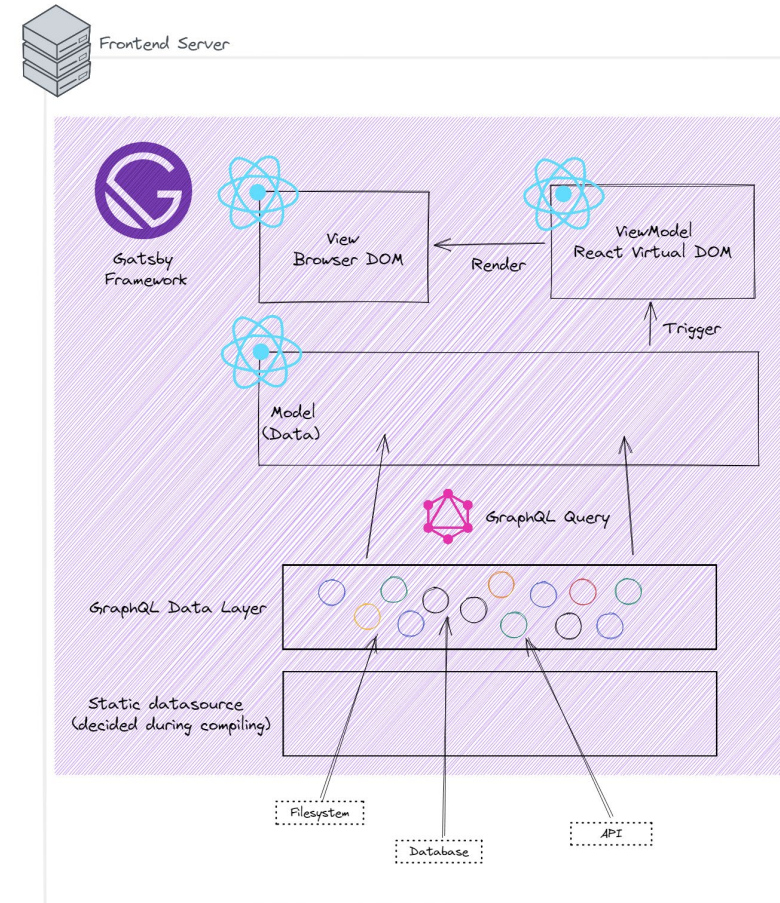 Frontend Server
Gatsby
Framework
View
Browser DOM
Render
ViewModel
React Virtual DOM
Trigger
Model
(Data)
GraphQL Query
GraphQL Data Layer
Static datasource
(decided during compiling)
Filesystem
Database
API